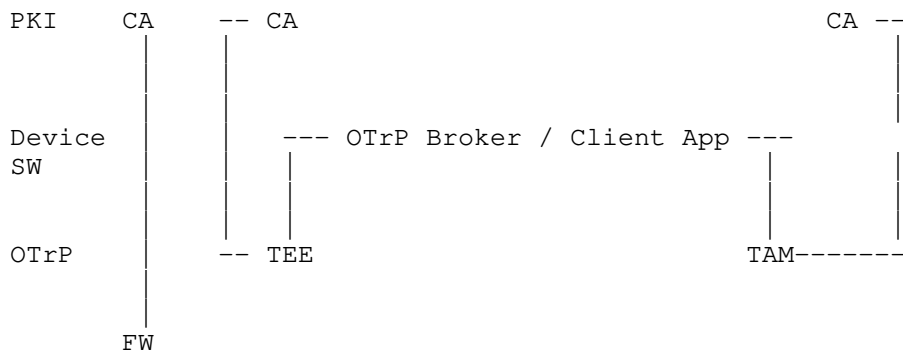 PKI CA -- CA CA --
Device --- OTrP Broker / Client App ---
SW
OTrP -- TEE TAM-------
FW